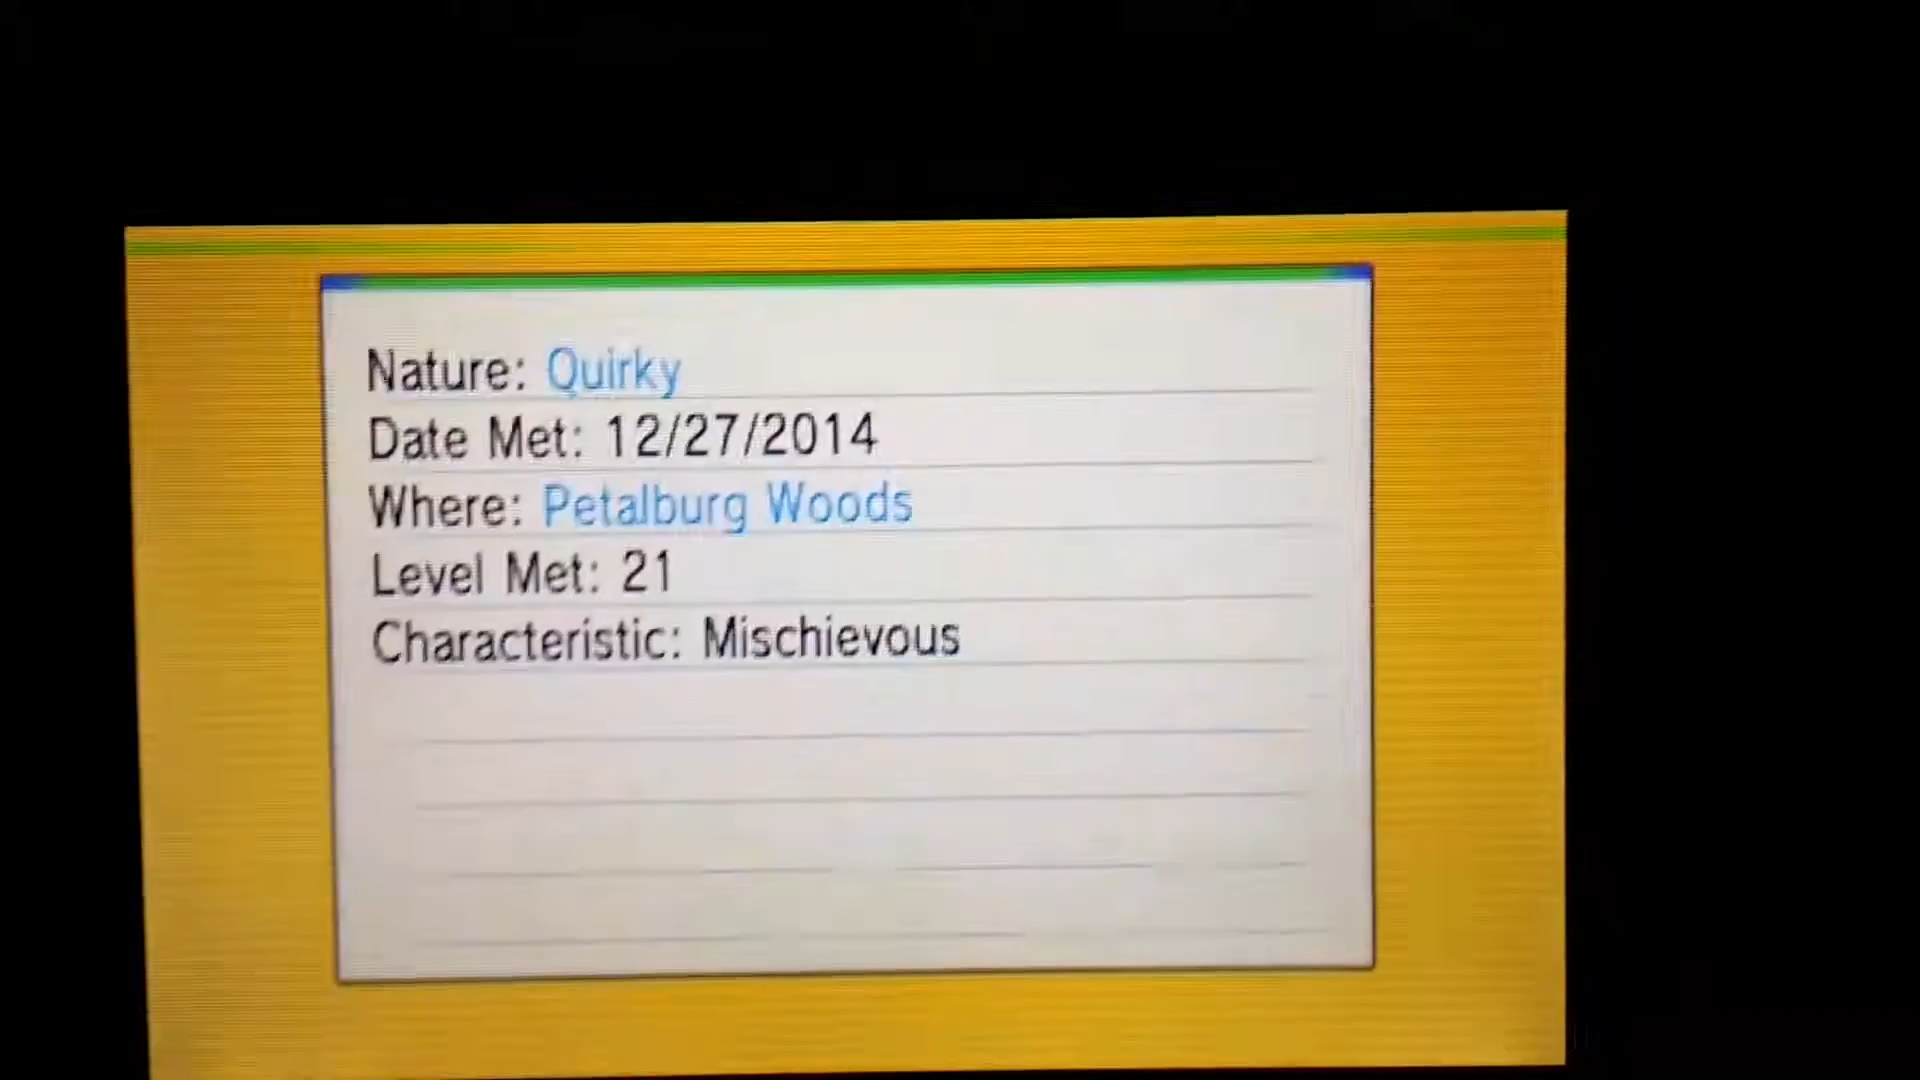 Nature: Quirky
Date Met: 12/27/2014
Where: Petalburg Woods
Level Met: 21
Characteristic: Mischievous